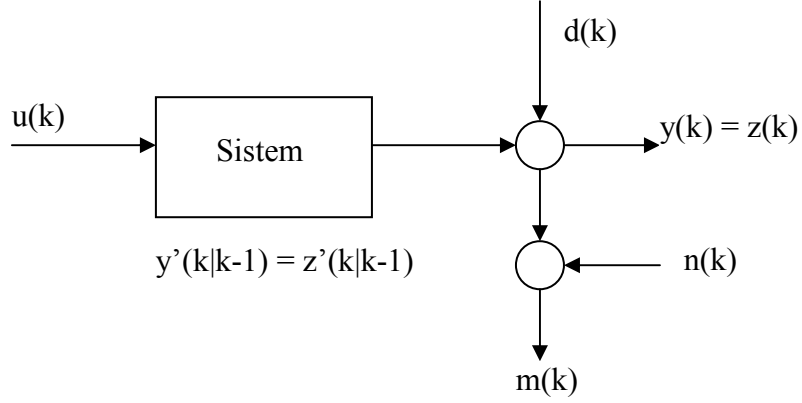 d(k)
u(k)
y(k) = z(k)
Sistem
y’(k|k-1) = z’(k|k-1)
n(k)
m(k)